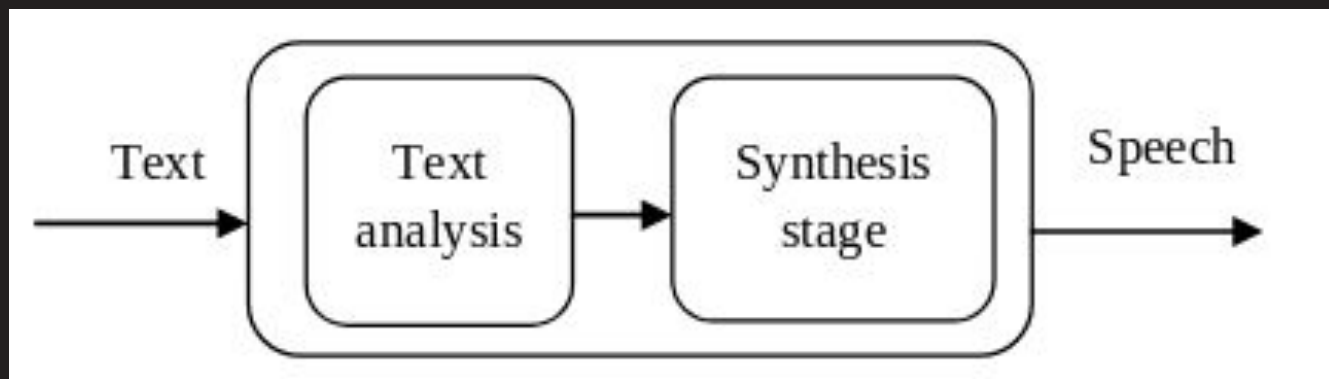 Text
Text
analysis
Synthesis
stage
Speech